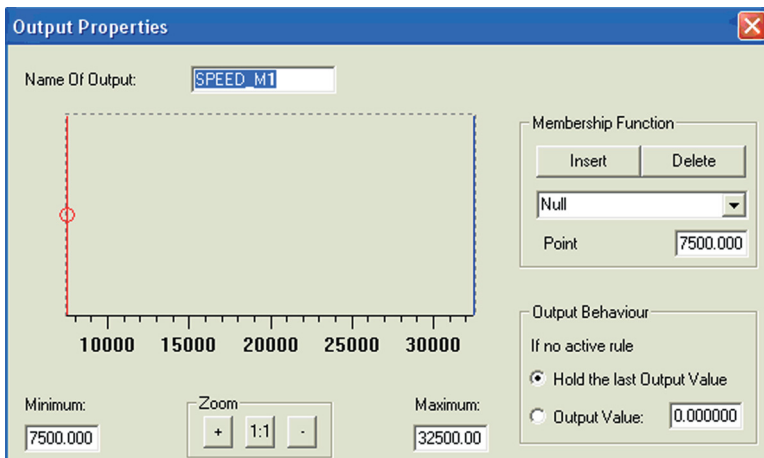 Output Properties
Name Of Output: SPEED_M1
10000 15000 20000 25000 30000
Minimum:
7500.000
Zoom
+ 1:1 -
Maximum:
32500.00
Membership Function
Insert Delete
Null
Point 7500.000
Output Behaviour
If no active rule
Hold the last Output Value
Output Value: 0.000000